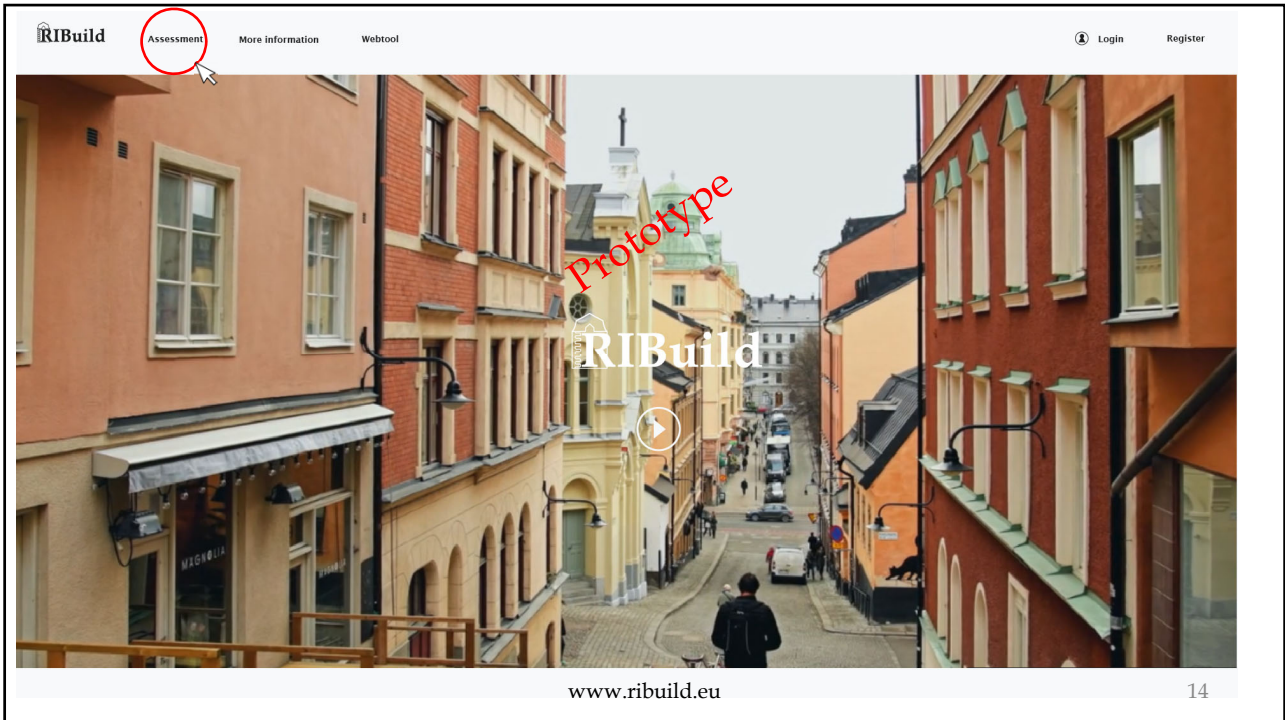 RIBuild
Assessment
More information
Webtool
Login
Register
Prototype
RIBuild
MAGNOLIA
www.ribuild.eu
14